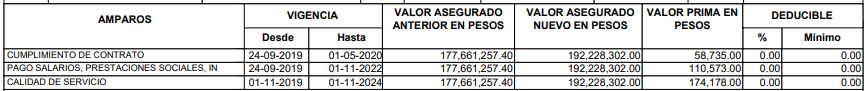 AMPAROS VIGENCIA VALOR ASEGURADO ANTERIOR EN PESOS VALOR ASEGURADO NUEVO EN PESOS VALOR PRIMA EN PESOS DEDUCIBLE
Desde Hasta % Mínimo
CUMPLIMIENTO DE CONTRATO 24-09-2019 01-05-2020 177,661,257.40 192,228,302.00 58,735.00 0.00 0.00
PAGO SALARIOS, PRESTACIONES SOCIALES, IN 24-09-2019 01-11-2022 177,661,257.40 192,228,302.00 110,573.00 0.00 0.00
CALIDAD DE SERVICIO 01-11-2019 01-11-2024 177,661,257.40 192,228,302.00 174,178.00 0.00 0.00